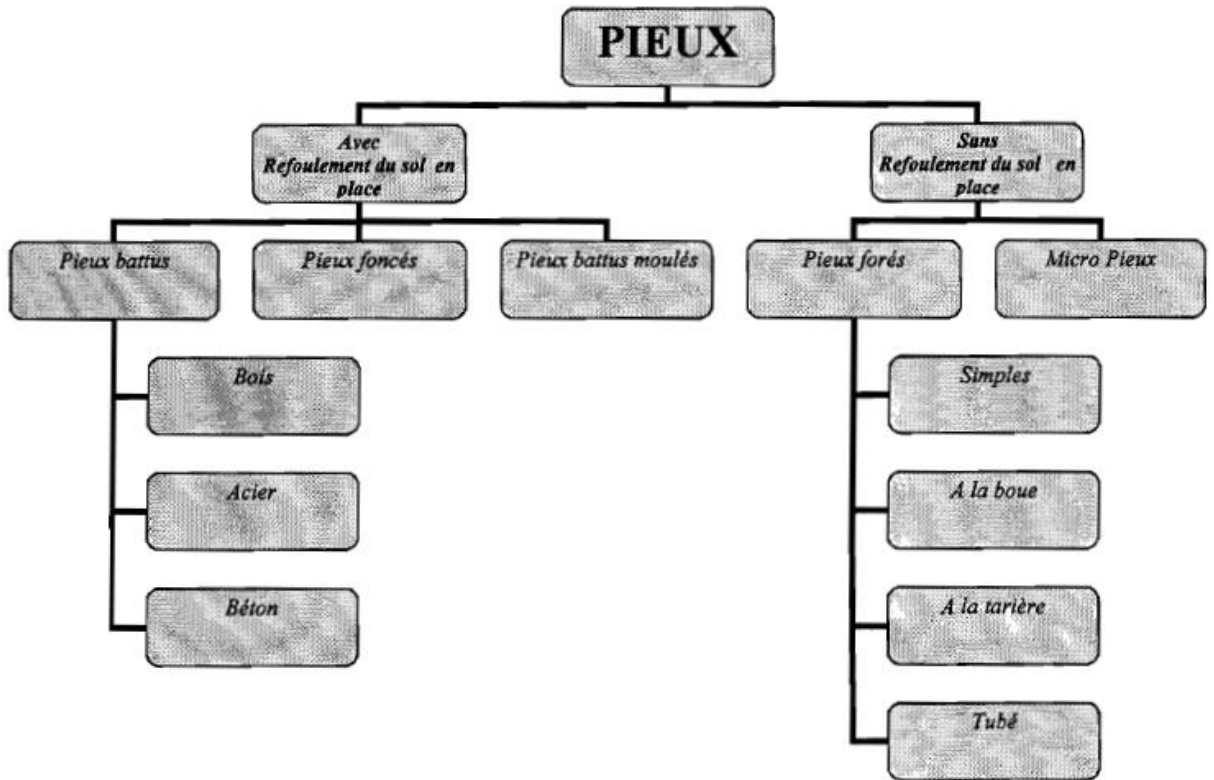 PIEUX
Avec
Refoulement du sol en
place
Sans
Refoulement du sol en
place
Pieux battus
Pieux foncés
Pieux battus moulés
Pieux forés
Micro Pieux
Bois
Acier
Béton
Simples
A la boue
A la tarière
Tubé